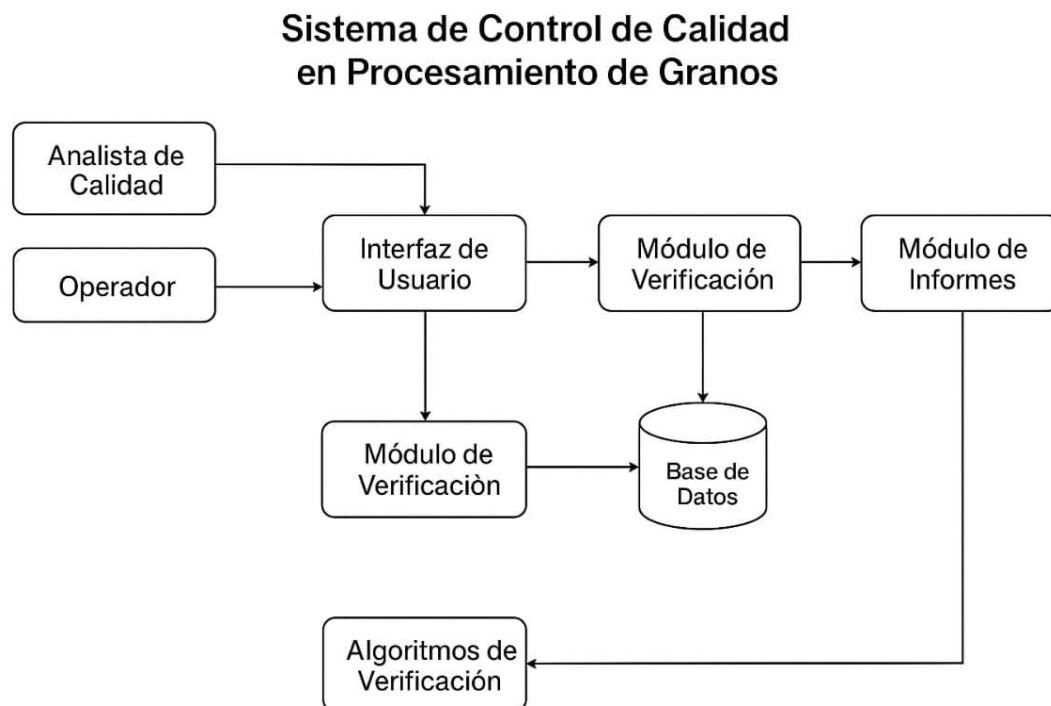 Sistema de Control de Calidad
en Procesamiento de Granos
Analista de
Calidad
Operador
Interfaz de
Usuario
Módulo de
Verificación
Módulo de
Informes
Módulo de
Verificaciòn
Base de
Datos
Algoritmos de
Verificación